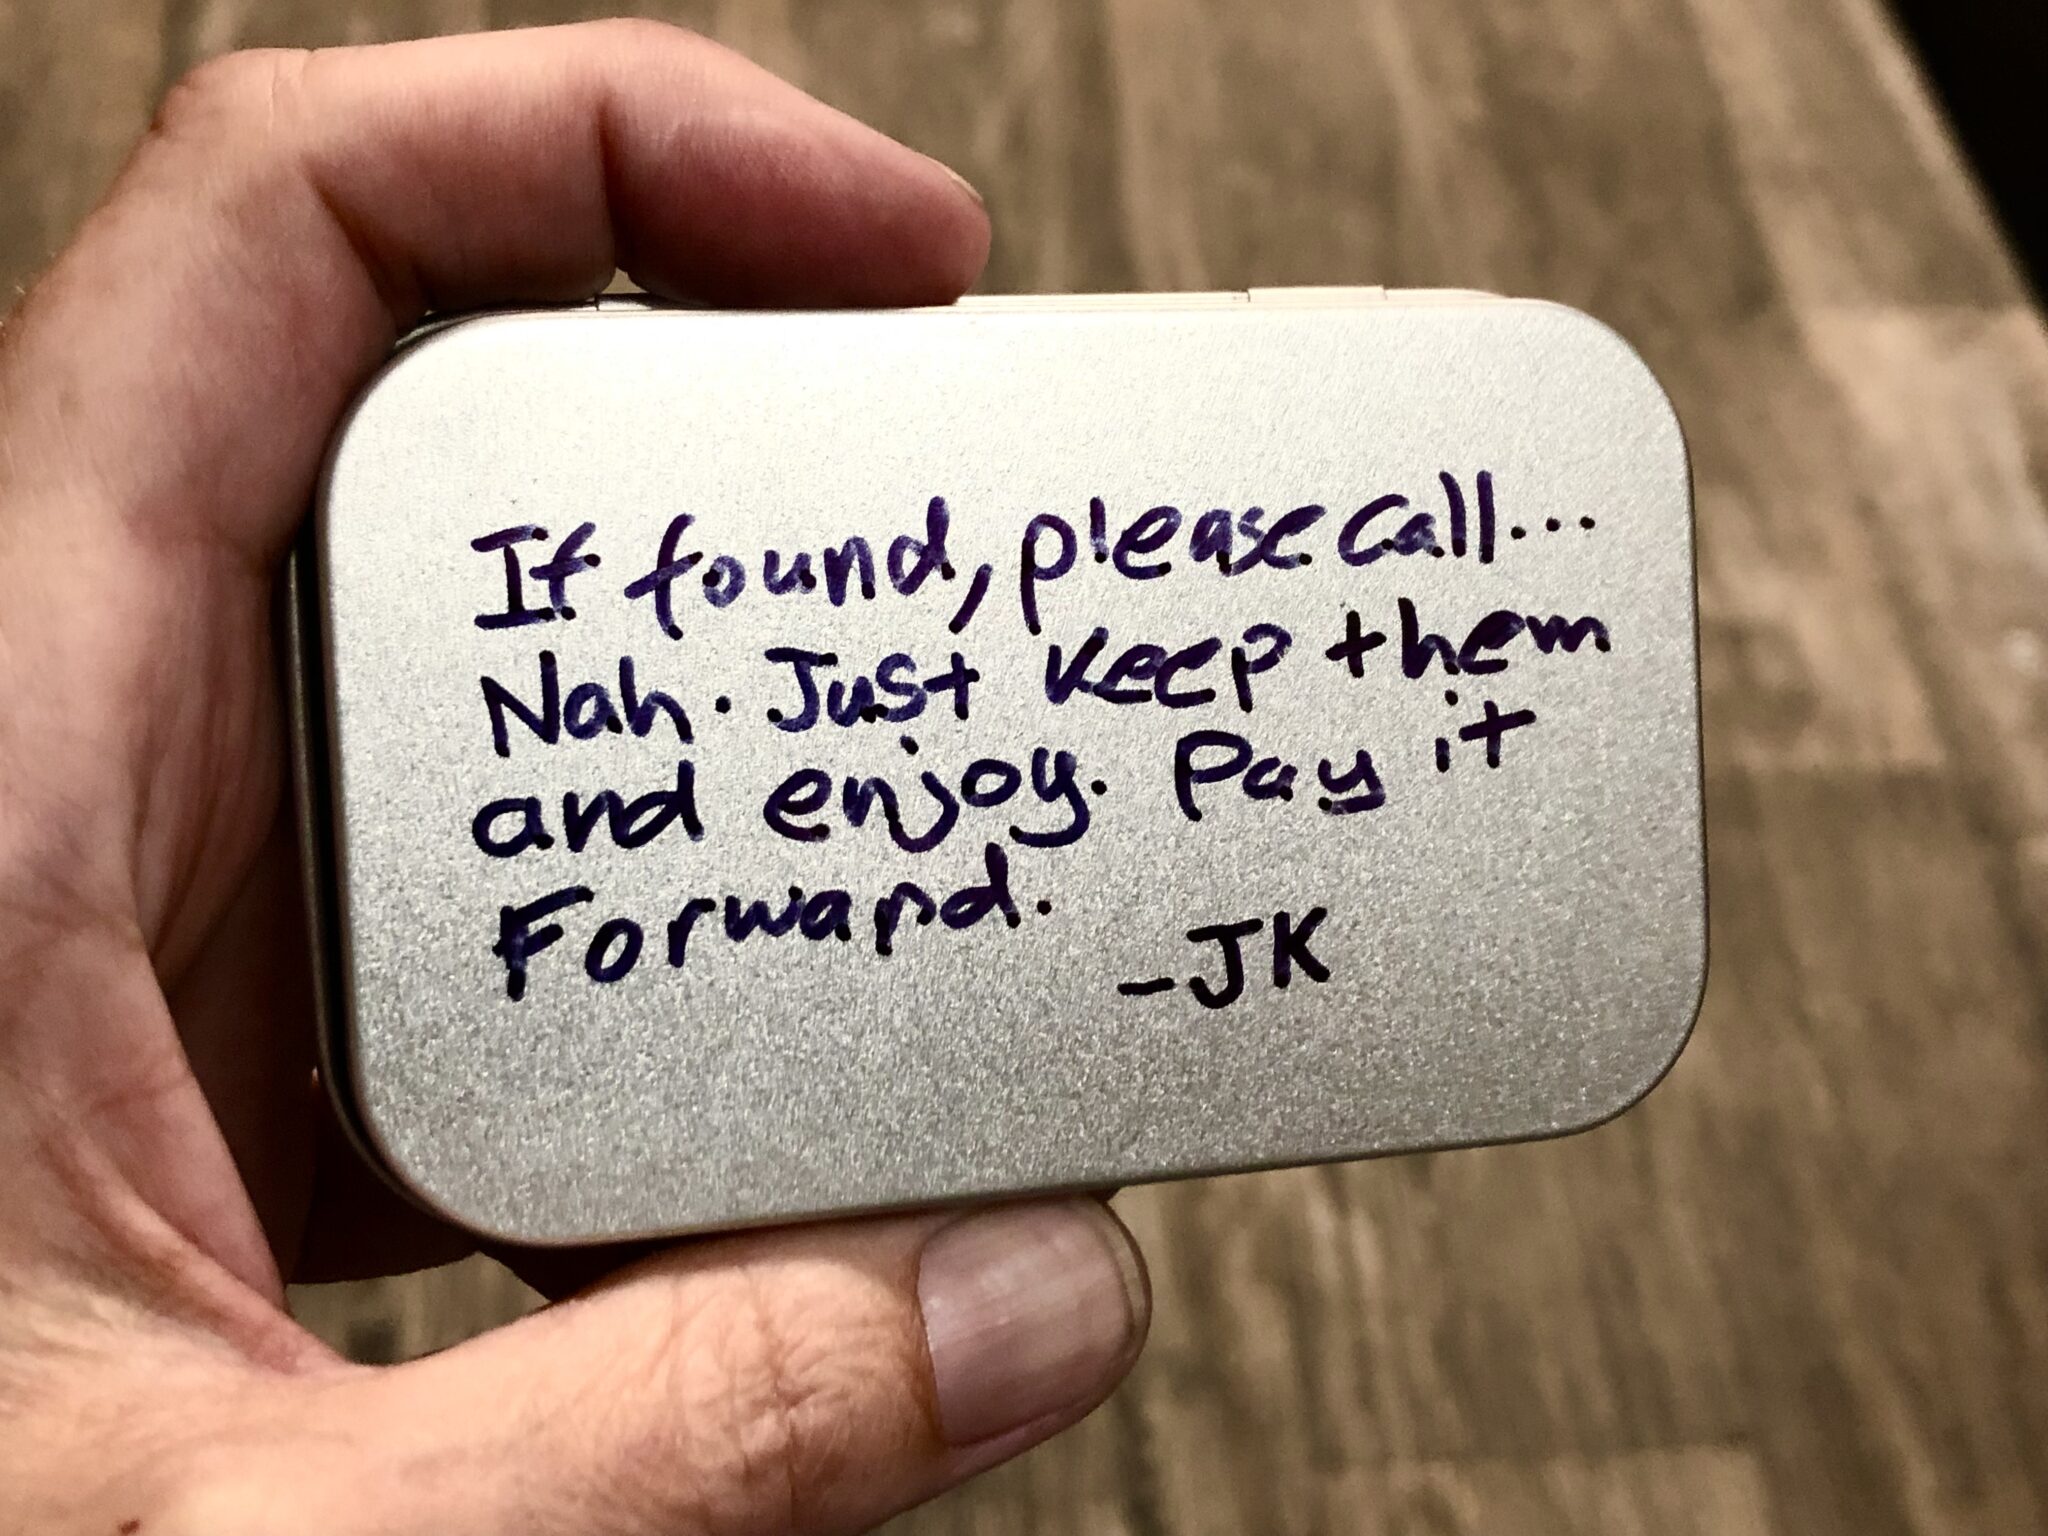 If found, please call...
Nah. Just keep them
and enjoy. Pay it
Forward.
-JK